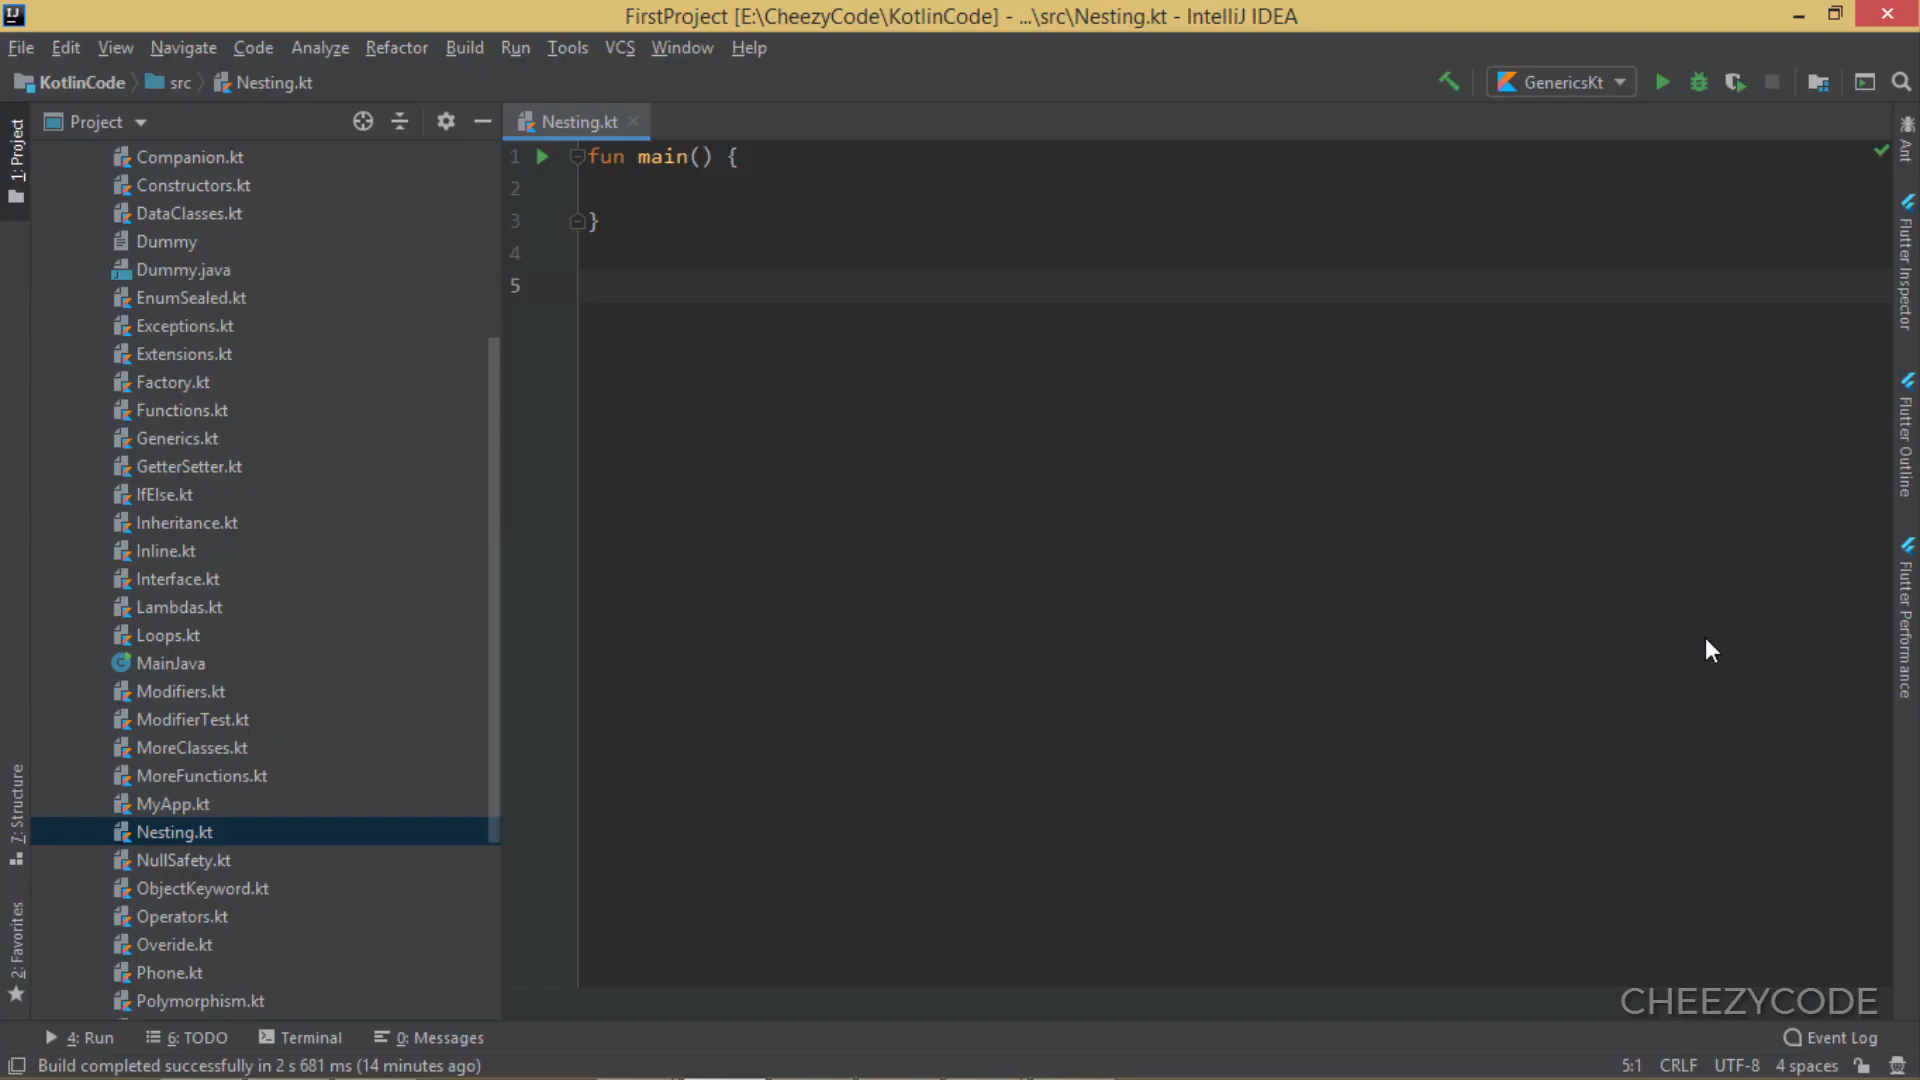 FirstProject [E:\CheezyCode\KotlinCode] - ...\src\Nesting.kt - IntelliJ IDEA
File Edit View Navigate Code Analyze Refactor Build Run Tools VCS Window Help
KotlinCode src Nesting.kt GenericsKt
1: Project
Project
Companion.kt
Constructors.kt
DataClasses.kt
Dummy
Dummy.java
EnumSealed.kt
Exceptions.kt
Extensions.kt
Factory.kt
Functions.kt
Generics.kt
GetterSetter.kt
IfElse.kt
Inheritance.kt
Inline.kt
Interface.kt
Lambdas.kt
Loops.kt
MainJava
Modifiers.kt
ModifierTest.kt
MoreClasses.kt
MoreFunctions.kt
MyApp.kt
Nesting.kt
NullSafety.kt
ObjectKeyword.kt
Operators.kt
Overide.kt
Phone.kt
Polymorphism.kt
7: Structure
2: Favorites
Nesting.kt
1 fun main() {
2
3 }
4
5
Ant
Flutter Inspector
Flutter Outline
Flutter Performance
CHEEZYCODE
4: Run 6: TODO Terminal 0: Messages Event Log
Build completed successfully in 2 s 681 ms (14 minutes ago) 5:1 CRLF UTF-8 4 spaces